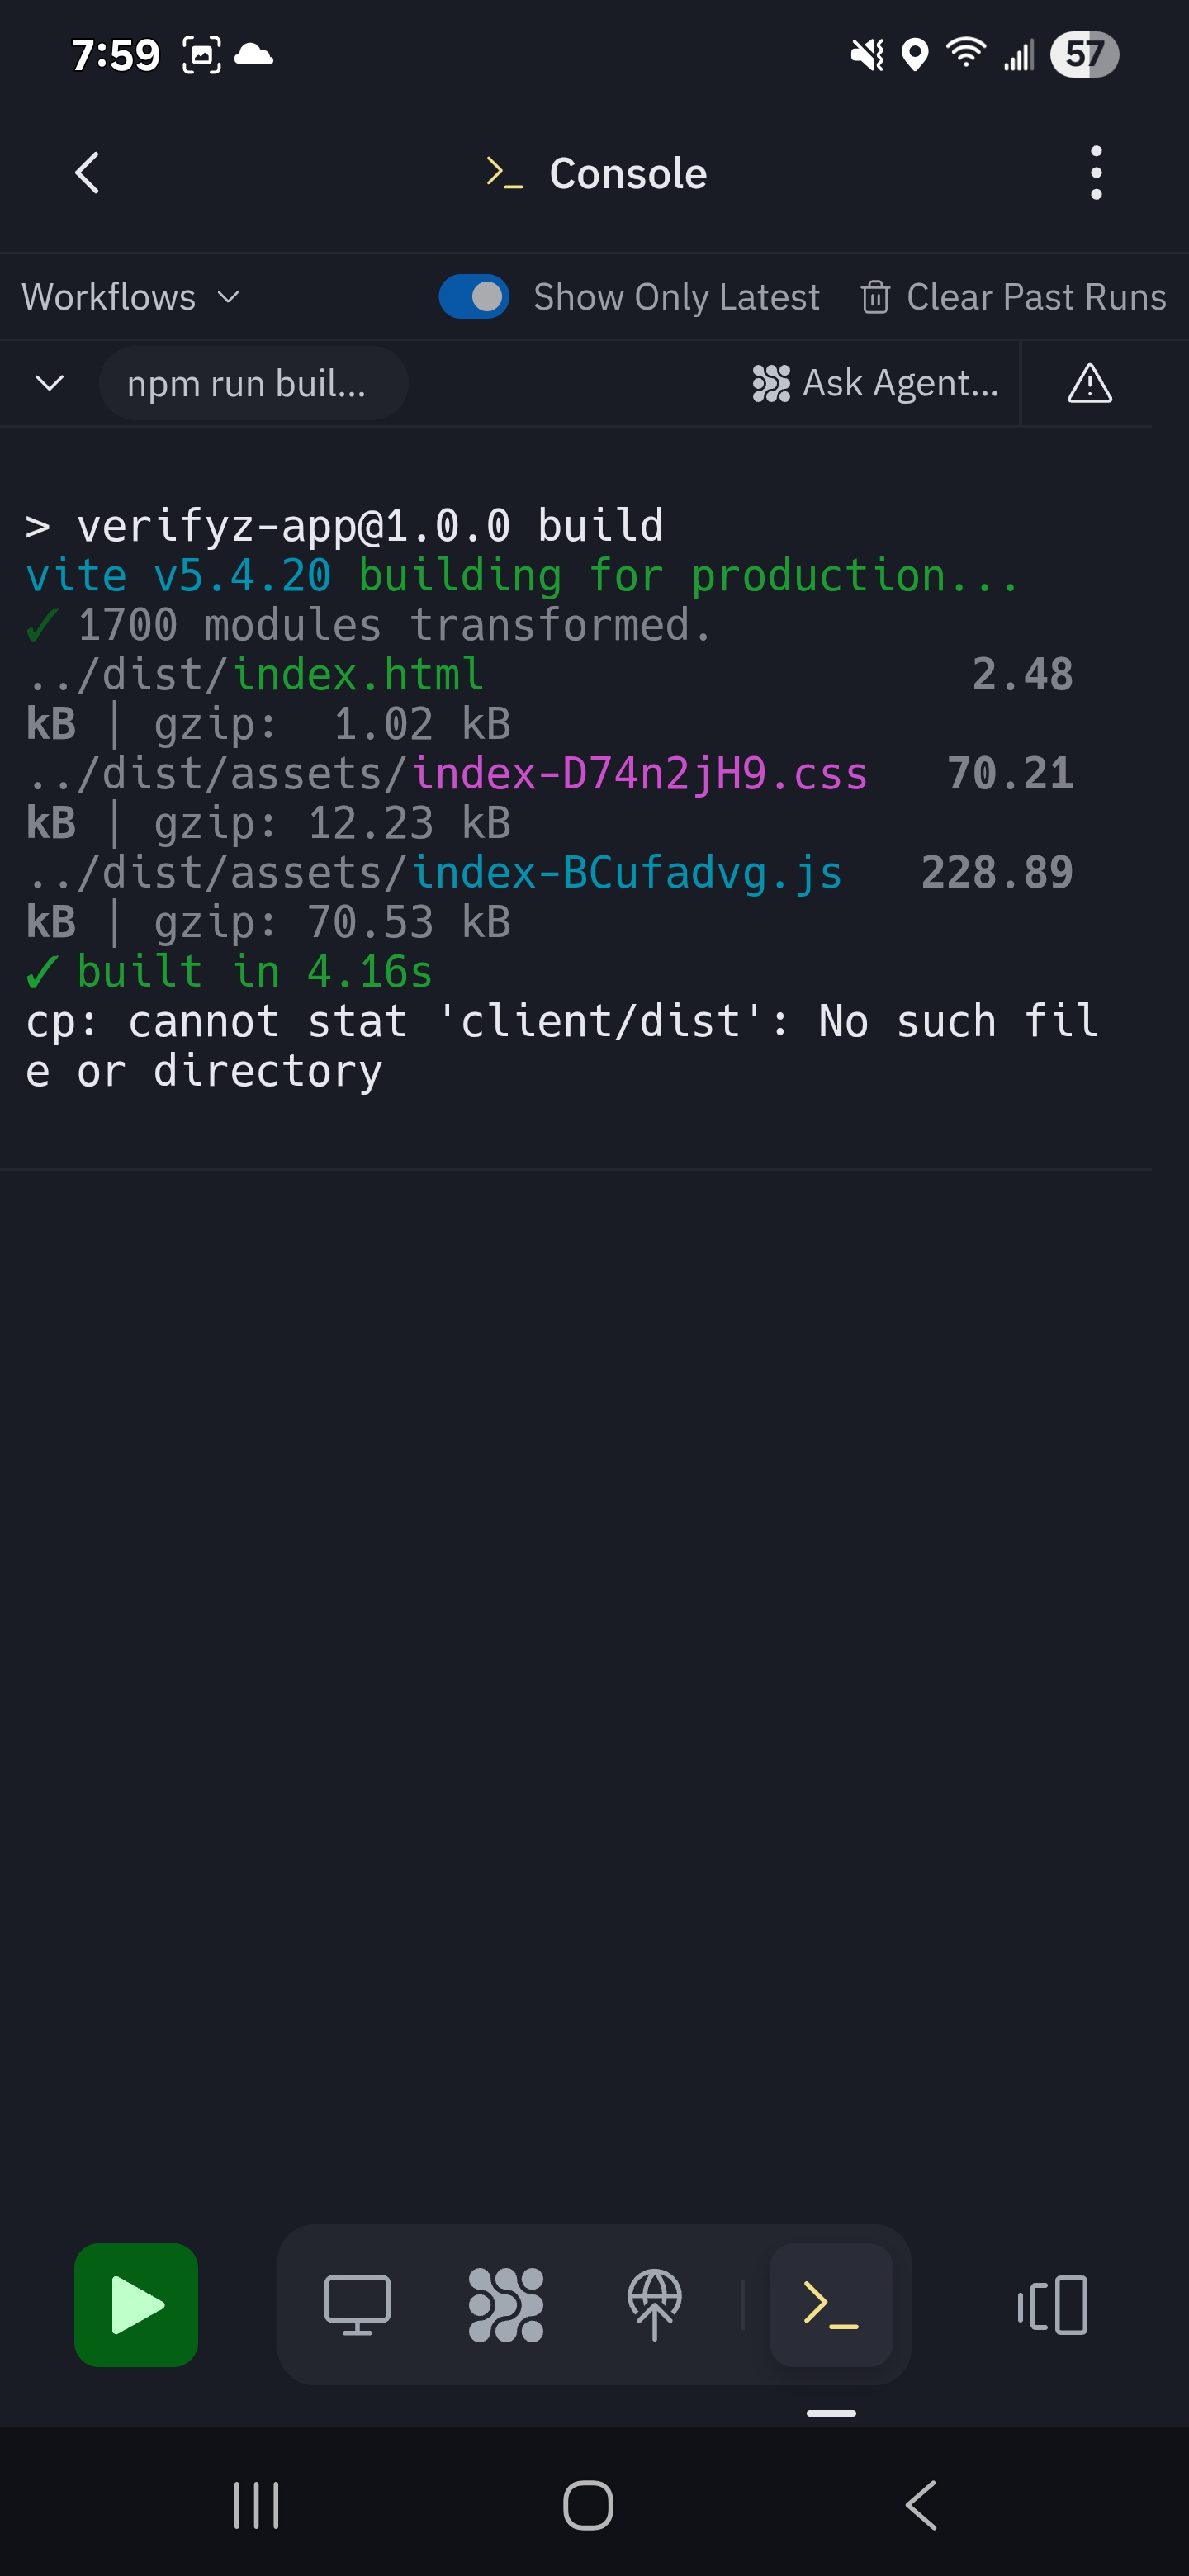 7:59
57
>_ Console
Workflows
Show Only Latest
Clear Past Runs
npm run buil...
Ask Agent...
> verifyz-app@1.0.0 build
vite v5.4.20 building for production...
✓ 1700 modules transformed.
../dist/index.html 2.48
kB │ gzip: 1.02 kB
../dist/assets/index-D74n2jH9.css 70.21
kB │ gzip: 12.23 kB
../dist/assets/index-BCufadvg.js 228.89
kB │ gzip: 70.53 kB
✓ built in 4.16s
cp: cannot stat 'client/dist': No such fil
e or directory